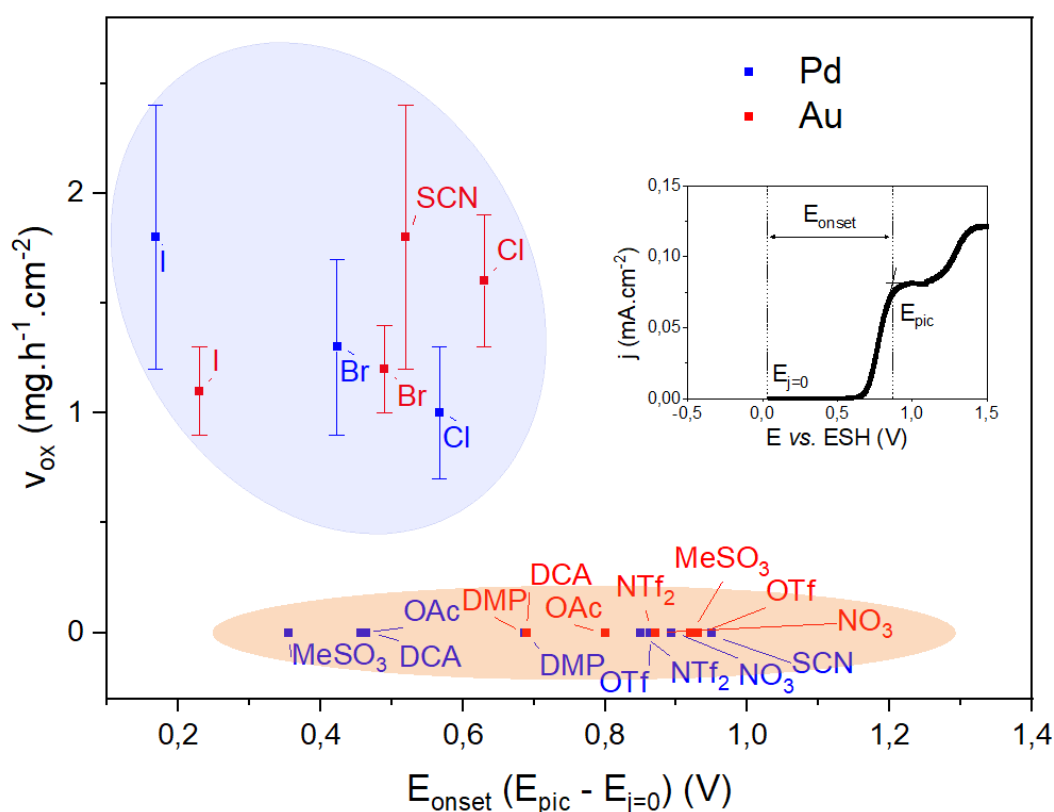 Pd
Au
2
1
0
v_ox (mg.h⁻¹.cm⁻²)
SCN
Cl
I
I
Br
Br
Cl
0,15
0,10
0,05
0,00
j (mA.cm⁻²)
E_onset
E_pic
E_j=0
-0,5 0,0 0,5 1,0 1,5
E vs. ESH (V)
MeSO₃
DCA
NTf₂
OTf
OAc
DMP
OAc
NO₃
MeSO₃
DCA
DMP
OTf
NTf₂
NO₃
SCN
0,2 0,4 0,6 0,8 1,0 1,2 1,4
E_onset (E_pic - E_j=0) (V)